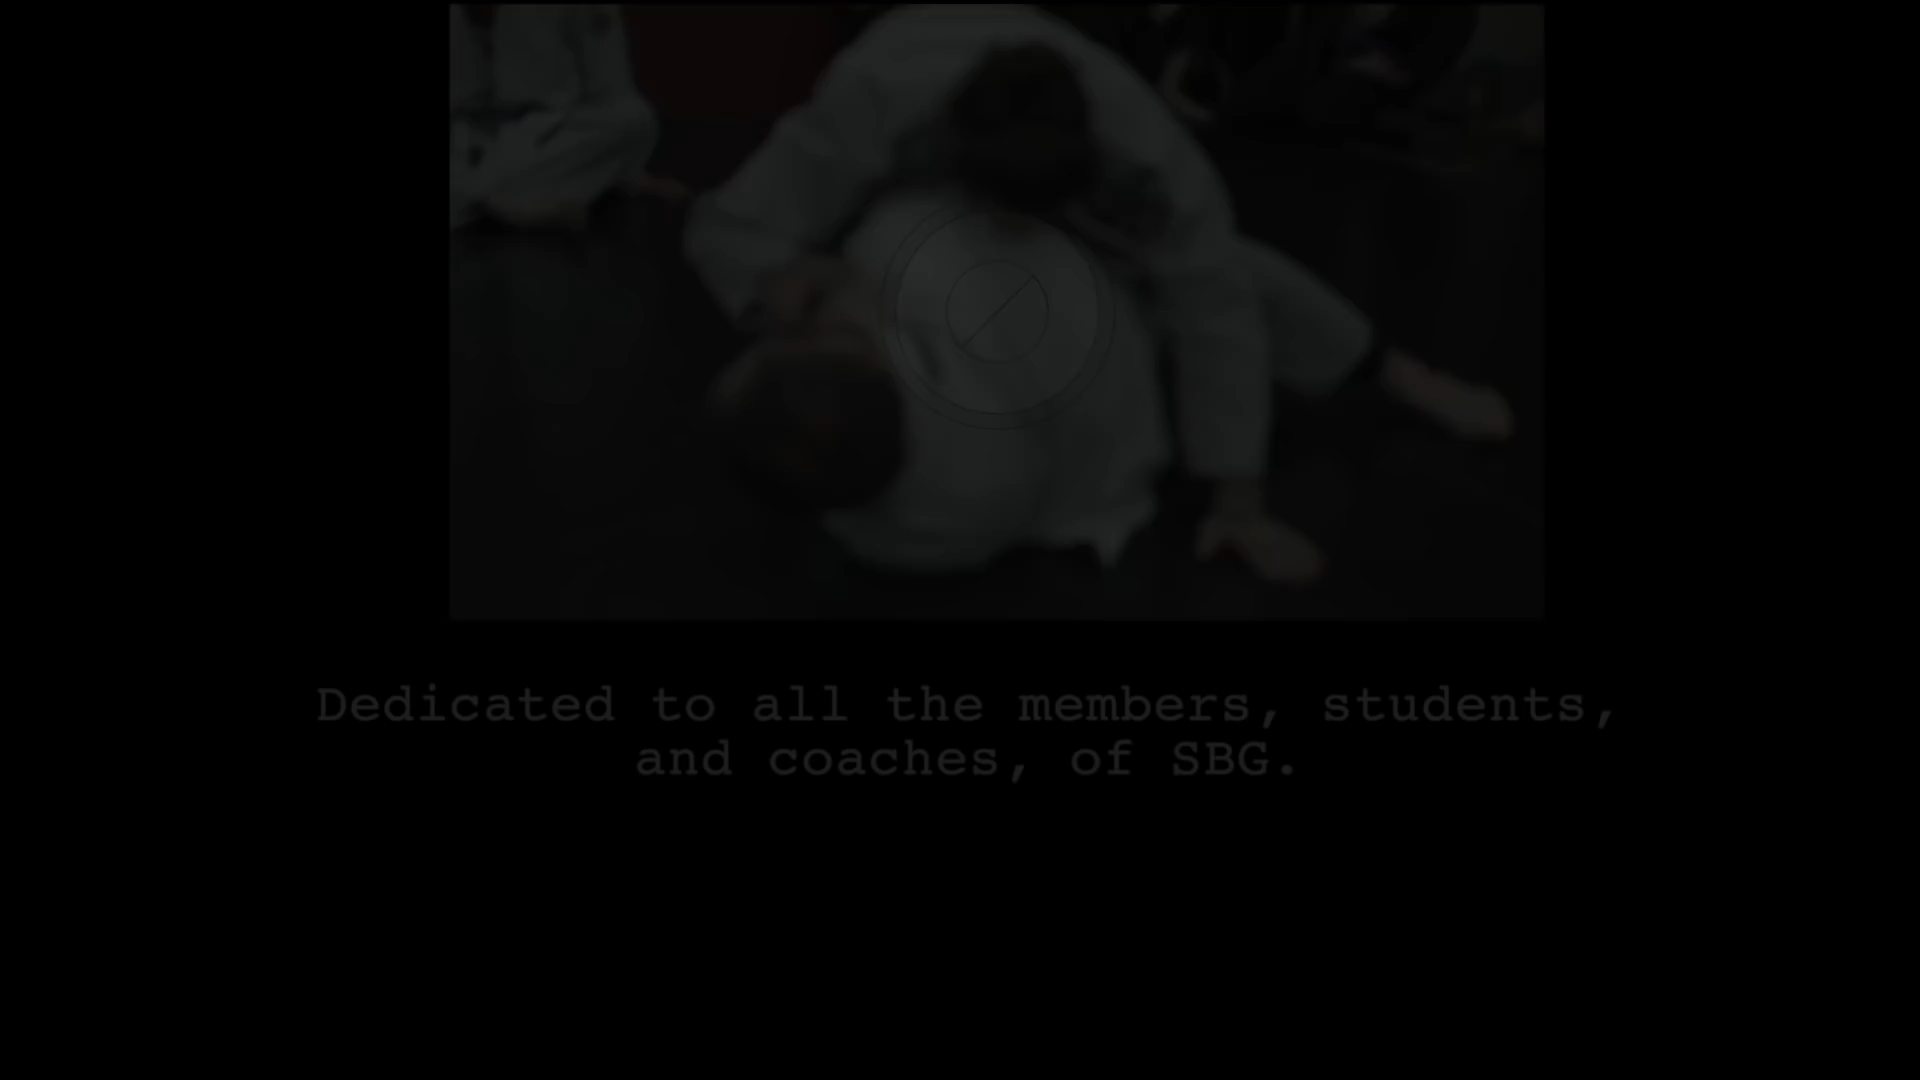 Dedicated to all the members, students,
and coaches, of SBG.